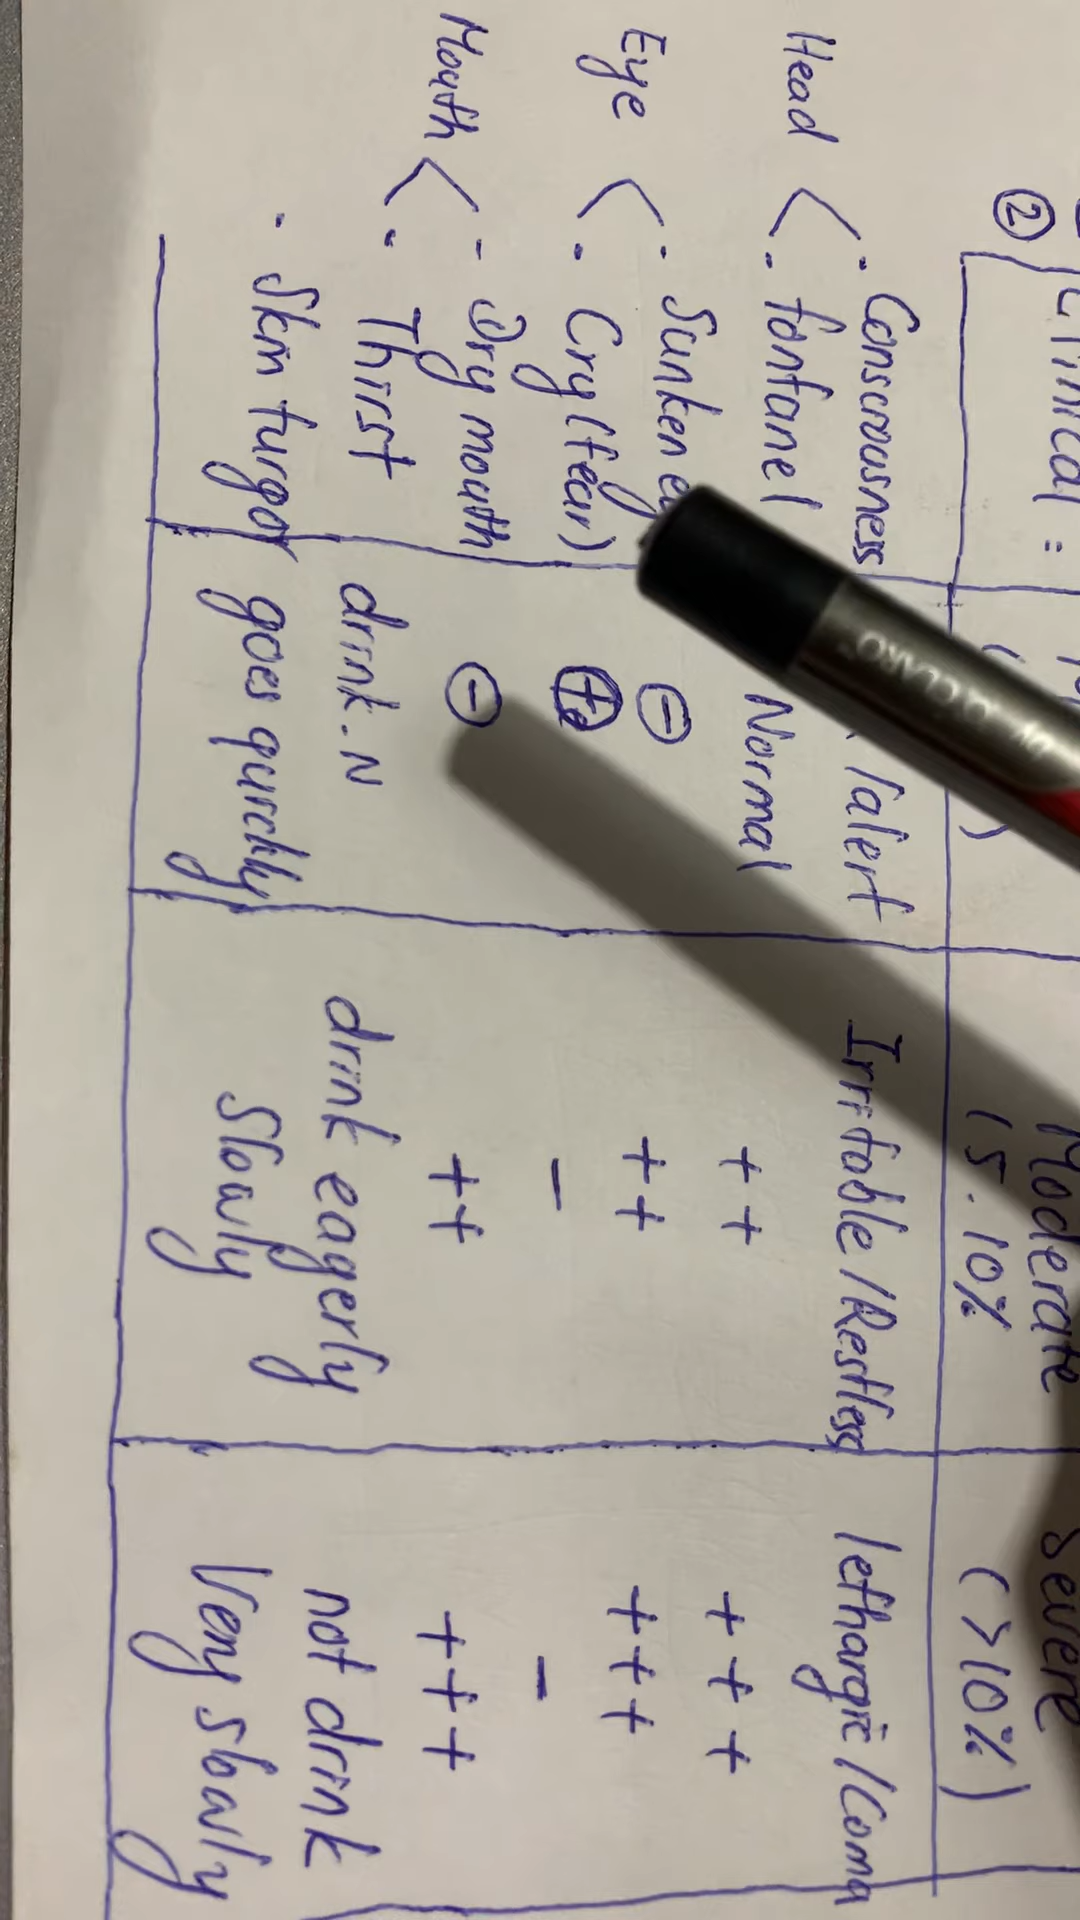 ② Clinical :
Moderate Severe
(5-10% (>10%)
Head < · Consciousness alert Irritable/Restless lethargic/Coma
· fontanel Normal ++ +++
Eye < · Sunken ⊖ ++ +++
· Cry (tear) ⊕ - -
Mouth < - Dry mouth ⊖ ++ +++
· Thirst drink-N drink eagerly not drink
· Skin turgor goes quickly Slowly Very slowly